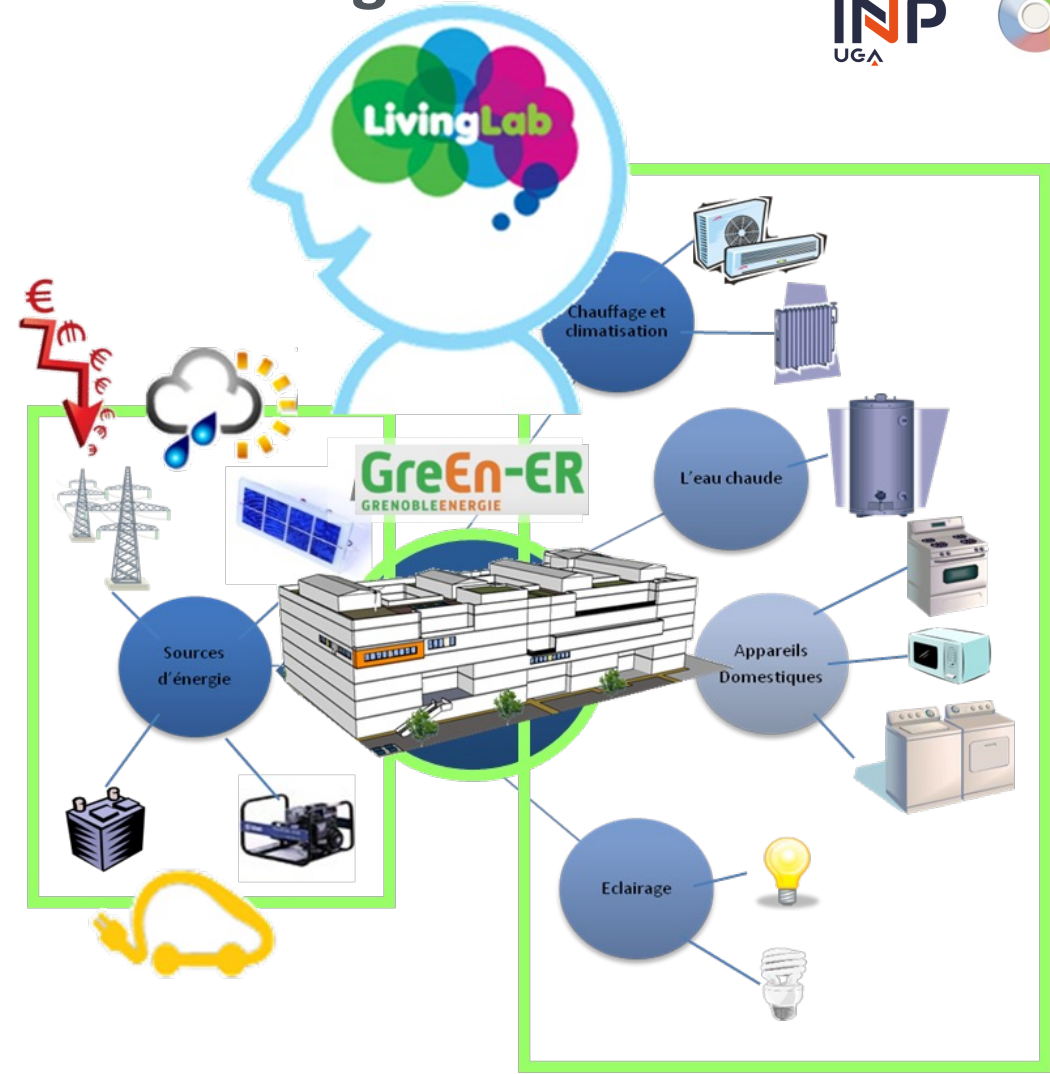 INP
UGA
LivingLab
Chauffage et
climatisation
€
€
€
€
€
€
€
GreEn-ER
GRENOBLEENERGIE
L'eau chaude
Sources
d'énergie
Appareils
Domestiques
Eclairage